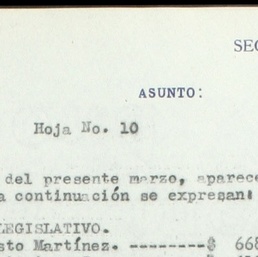 SEC
ASUNTO:
Hoja No. 10
del presente marzo, aparece
a continuación se expresan:
LEGISLATIVO.
sto Martínez. --------$ 668